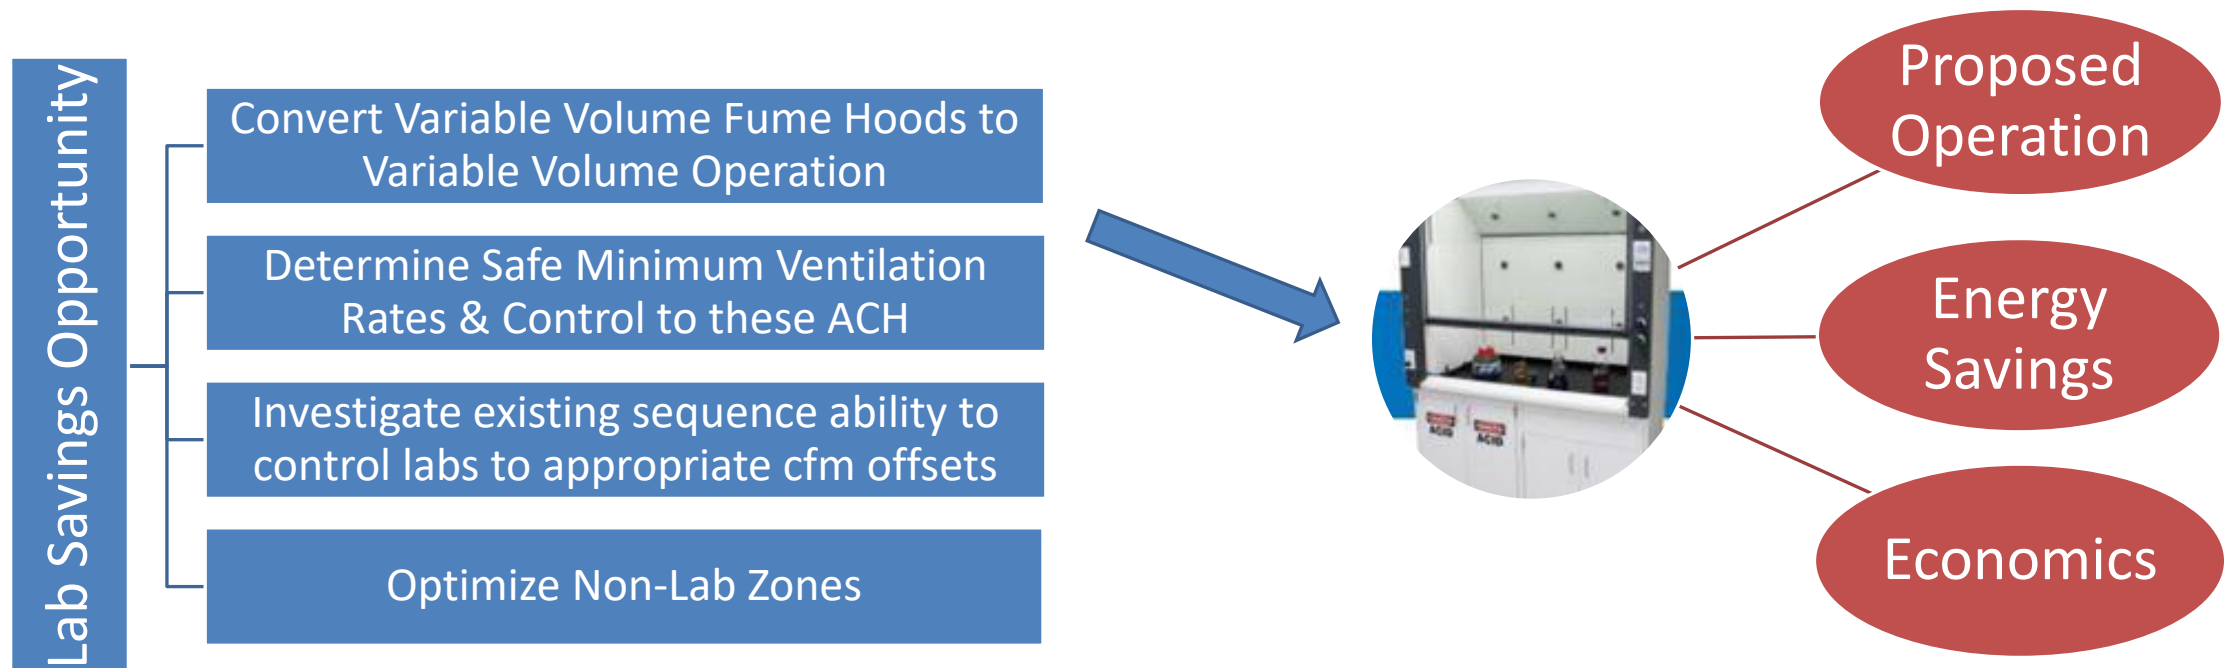 Lab Savings Opportunity
Convert Variable Volume Fume Hoods to
Variable Volume Operation
Determine Safe Minimum Ventilation
Rates & Control to these ACH
Investigate existing sequence ability to
control labs to appropriate cfm offsets
Optimize Non-Lab Zones
ACID
ACID
Proposed
Operation
Energy
Savings
Economics